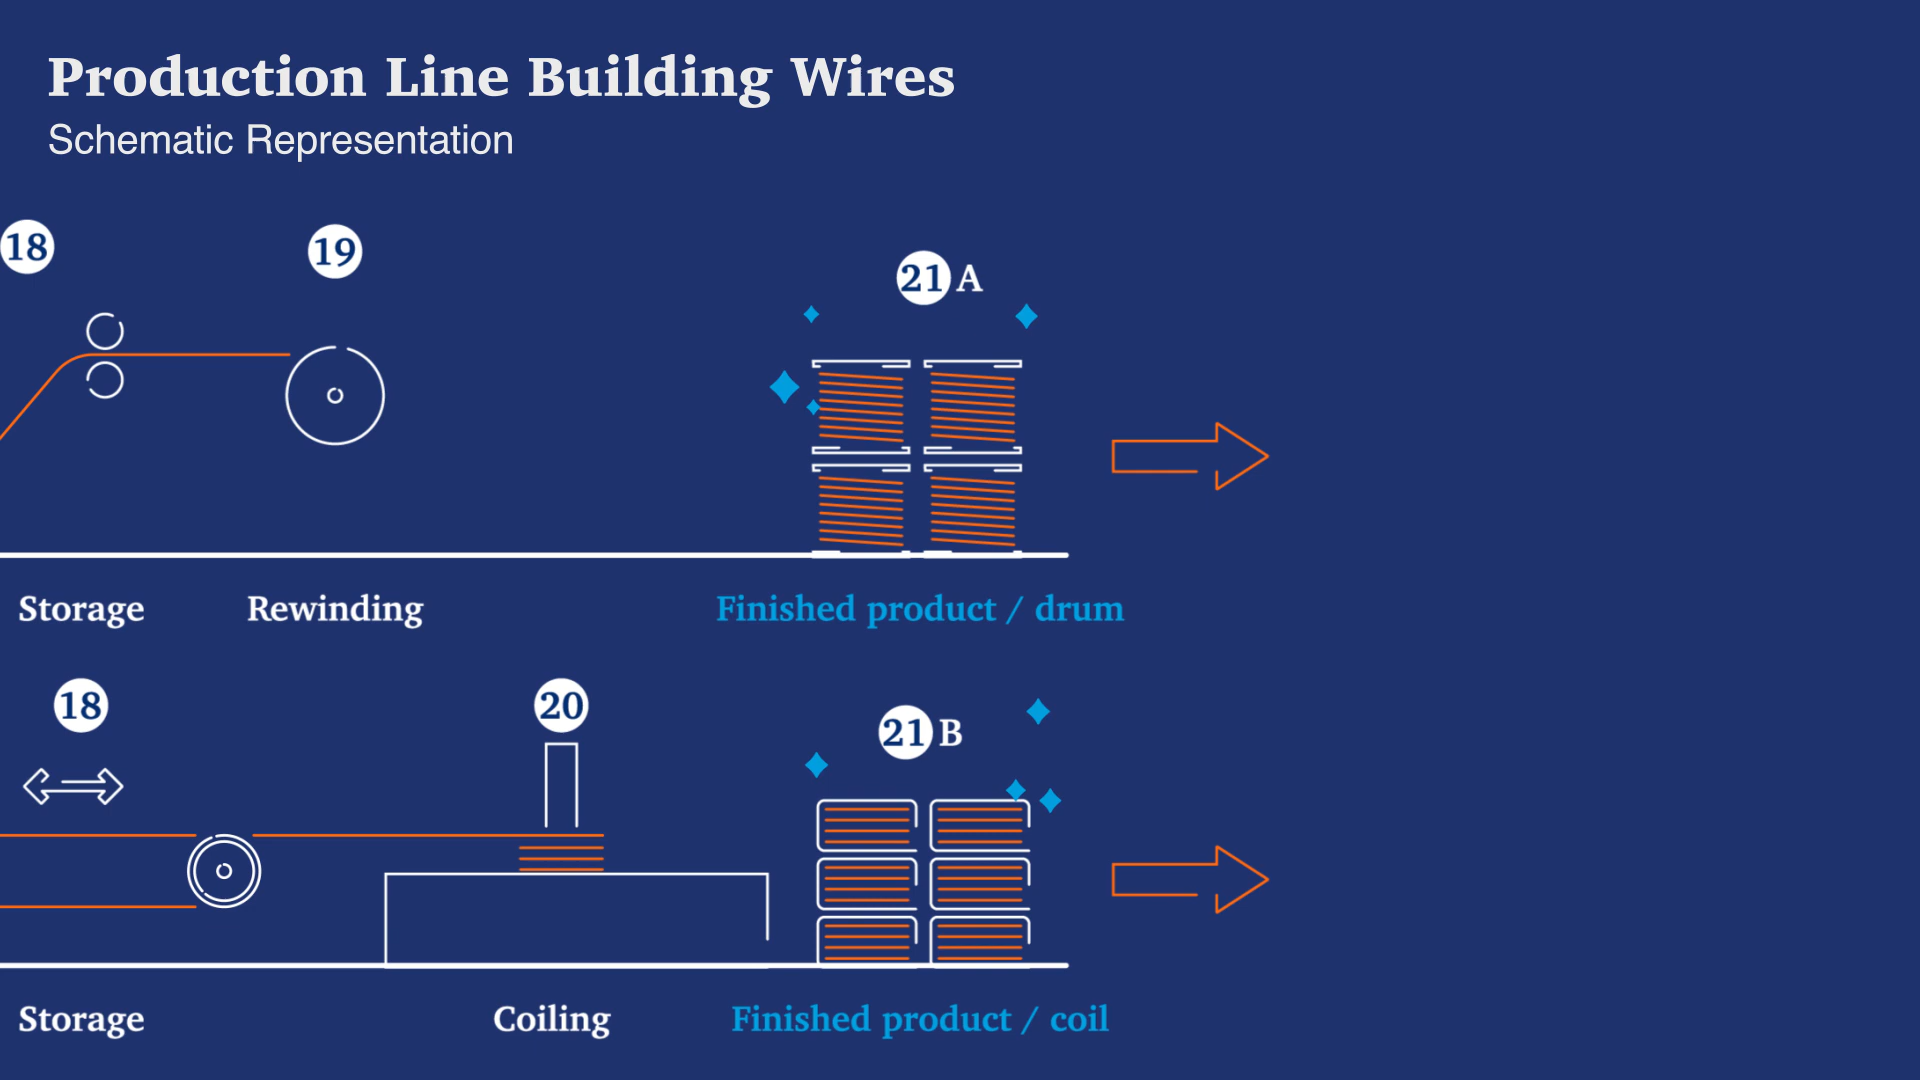 Production Line Building Wires
Schematic Representation
18
19
21 A
Storage
Rewinding
Finished product / drum
18
20
21 B
Storage
Coiling
Finished product / coil